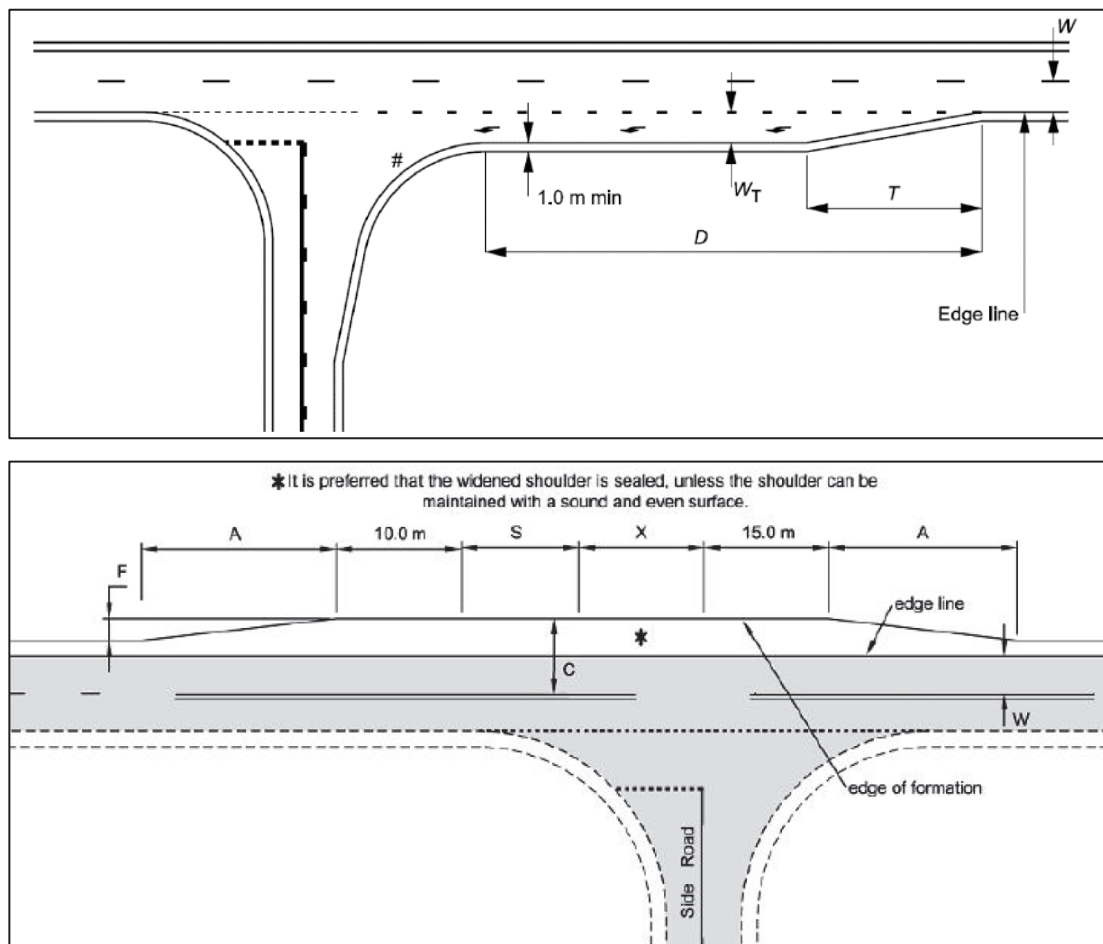 W
#
1.0 m min
W_T
T
D
Edge line
✱ It is preferred that the widened shoulder is sealed, unless the shoulder can be
maintained with a sound and even surface.
A
10.0 m
S
X
15.0 m
A
F
edge line
✱
C
W
edge of formation
Side Road